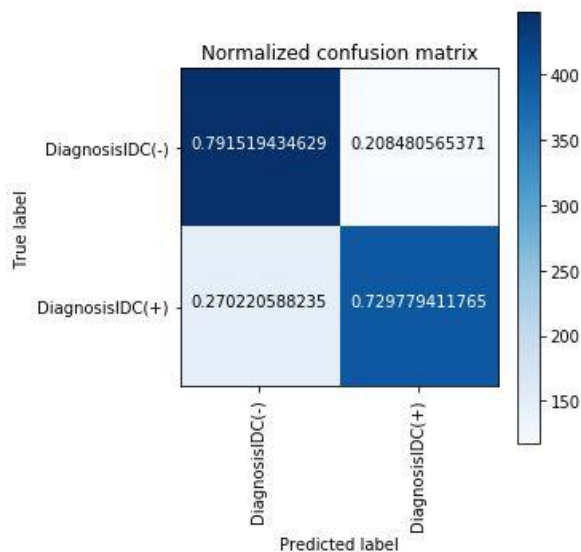 Normalized confusion matrix
True label
DiagnosisIDC(-)
0.791519434629 0.208480565371
DiagnosisIDC(+)
0.270220588235 0.729779411765
DiagnosisIDC(-)
DiagnosisIDC(+)
Predicted label
400
350
300
250
200
150